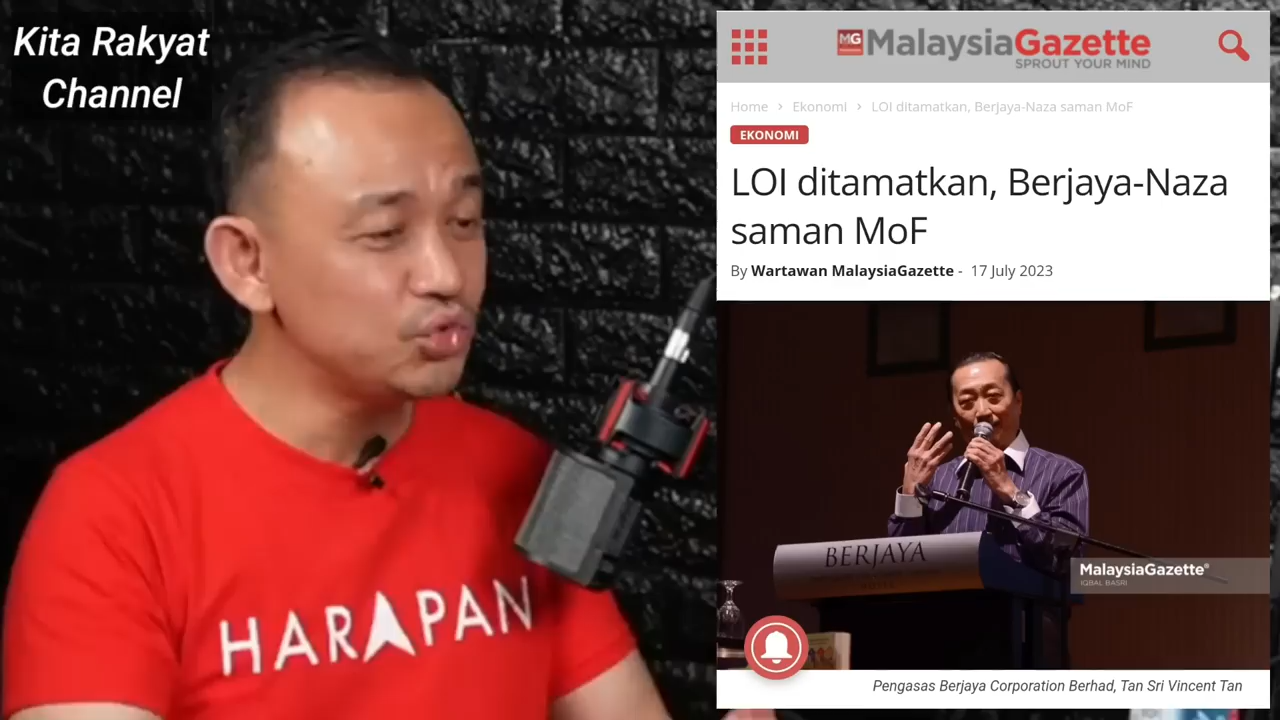 Kita Rakyat
Channel
HARAPAN
MG MalaysiaGazette
SPROUT YOUR MIND
Home > Ekonomi > LOI ditamatkan, Berjaya-Naza saman MoF
EKONOMI
LOI ditamatkan, Berjaya-Naza
saman MoF
By Wartawan MalaysiaGazette - 17 July 2023
BERJAYA
MalaysiaGazette®
IQBAL BASRI
Pengasas Berjaya Corporation Berhad, Tan Sri Vincent Tan